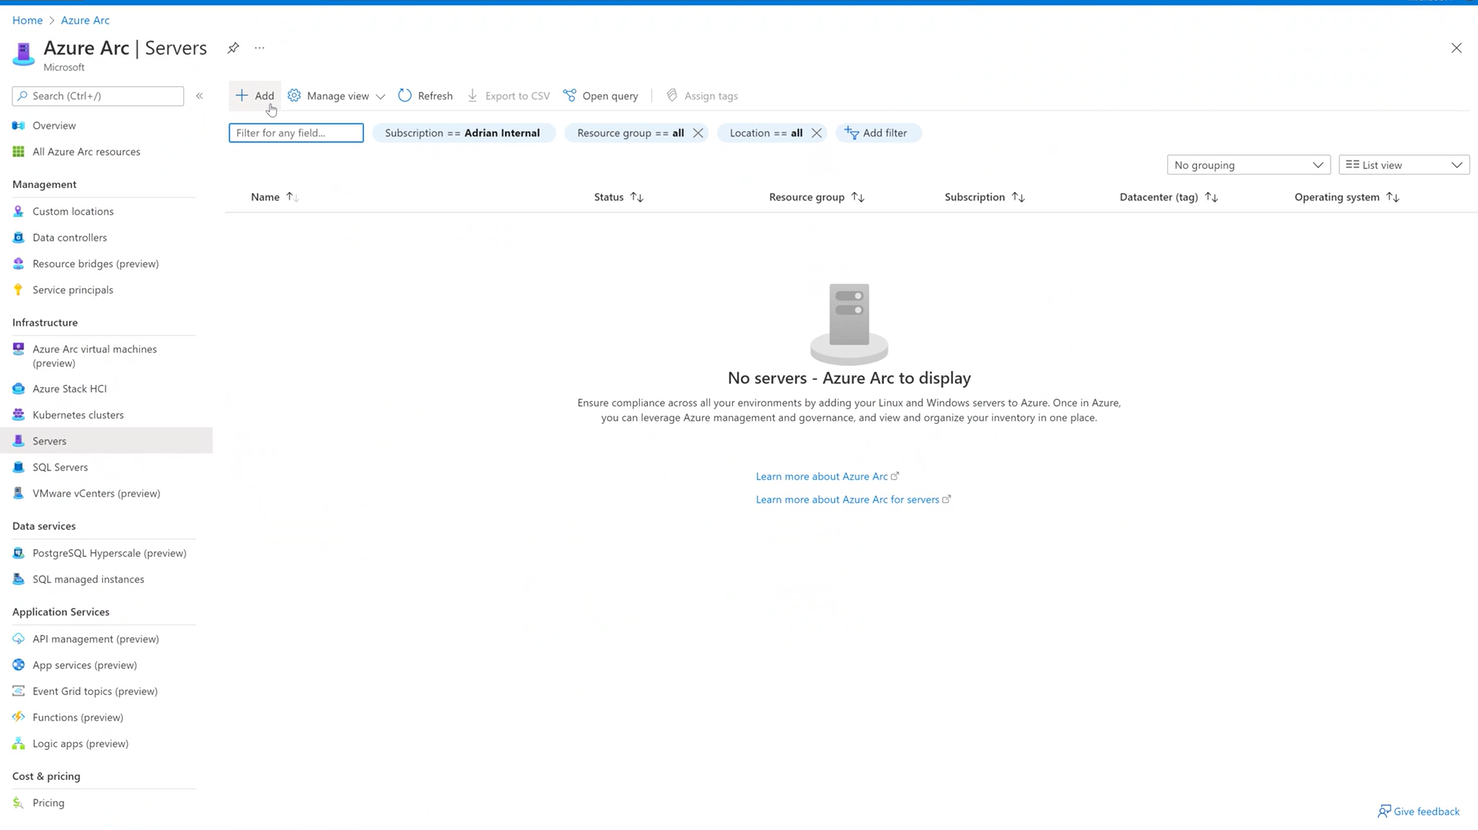 Home > Azure Arc
Azure Arc | Servers
Microsoft
Search (Ctrl+/)
Overview
All Azure Arc resources
Management
Custom locations
Data controllers
Resource bridges (preview)
Service principals
Infrastructure
Azure Arc virtual machines
(preview)
Azure Stack HCI
Kubernetes clusters
Servers
SQL Servers
VMware vCenters (preview)
Data services
PostgreSQL Hyperscale (preview)
SQL managed instances
Application Services
API management (preview)
App services (preview)
Event Grid topics (preview)
Functions (preview)
Logic apps (preview)
Cost & pricing
Pricing
Add Manage view Refresh Export to CSV Open query Assign tags
Filter for any field... Subscription == Adrian Internal Resource group == all Location == all Add filter
No grouping List view
Name Status Resource group Subscription Datacenter (tag) Operating system
No servers - Azure Arc to display
Ensure compliance across all your environments by adding your Linux and Windows servers to Azure. Once in Azure,
you can leverage Azure management and governance, and view and organize your inventory in one place.
Learn more about Azure Arc
Learn more about Azure Arc for servers
Give feedback